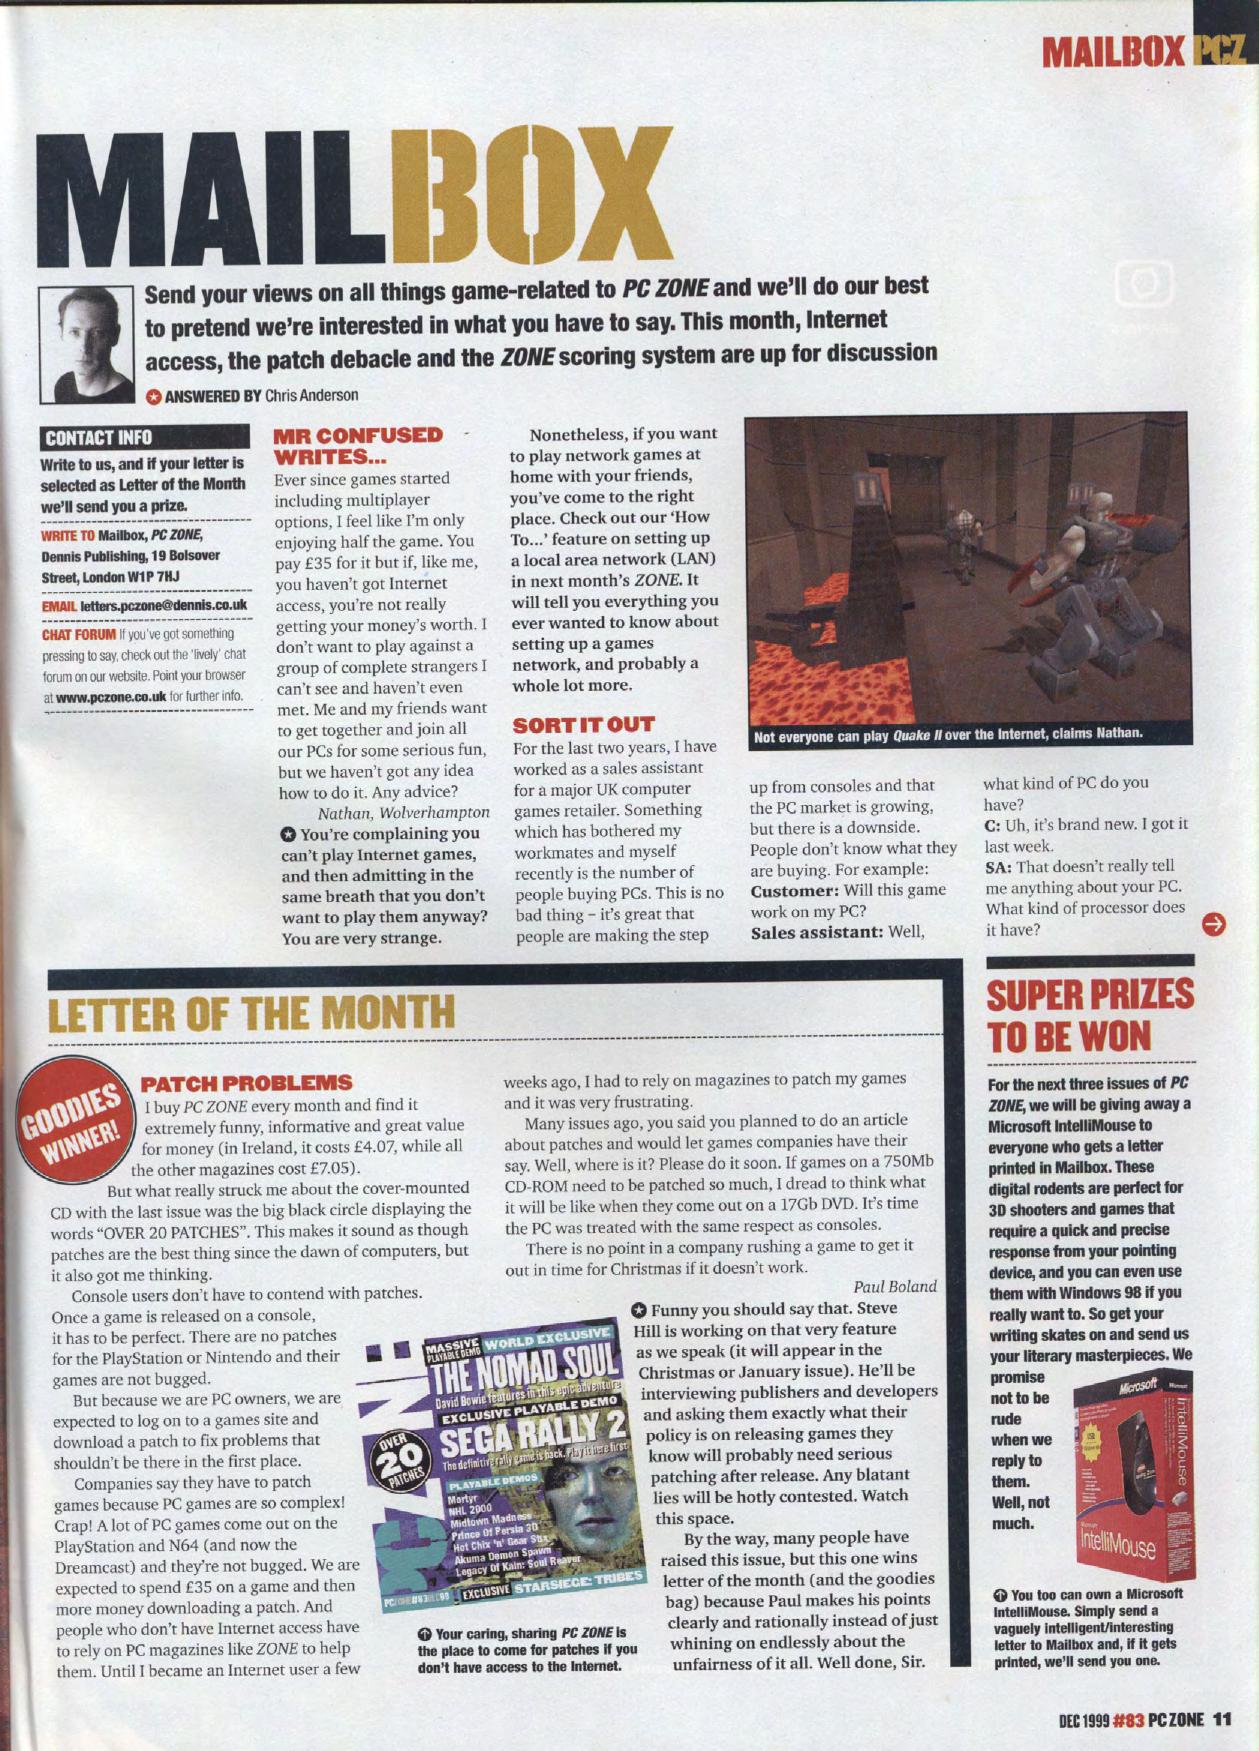 MAILBOX PCZ
MAILBOX
Send your views on all things game-related to PC ZONE and we'll do our best
to pretend we're interested in what you have to say. This month, Internet
access, the patch debacle and the ZONE scoring system are up for discussion
ANSWERED BY Chris Anderson
CONTACT INFO
Write to us, and if your letter is
selected as Letter of the Month
we'll send you a prize.
WRITE TO Mailbox, PC ZONE,
Dennis Publishing, 19 Bolsover
Street, London W1P 7HJ
EMAIL letters.pczone@dennis.co.uk
CHAT FORUM If you've got something
pressing to say, check out the 'lively' chat
forum on our website. Point your browser
at www.pczone.co.uk for further info.
MR CONFUSED
WRITES...
Ever since games started
including multiplayer
options, I feel like I'm only
enjoying half the game. You
pay £35 for it but if, like me,
you haven't got Internet
access, you're not really
getting your money's worth. I
don't want to play against a
group of complete strangers I
can't see and haven't even
met. Me and my friends want
to get together and join all
our PCs for some serious fun,
but we haven't got any idea
how to do it. Any advice?
Nathan, Wolverhampton
You're complaining you
can't play Internet games,
and then admitting in the
same breath that you don't
want to play them anyway?
You are very strange.
Nonetheless, if you want
to play network games at
home with your friends,
you've come to the right
place. Check out our 'How
To...' feature on setting up
a local area network (LAN)
in next month's ZONE. It
will tell you everything you
ever wanted to know about
setting up a games
network, and probably a
whole lot more.
SORT IT OUT
For the last two years, I have
worked as a sales assistant
for a major UK computer
games retailer. Something
which has bothered my
workmates and myself
recently is the number of
people buying PCs. This is no
bad thing – it's great that
people are making the step
Not everyone can play Quake II over the Internet, claims Nathan.
up from consoles and that
the PC market is growing,
but there is a downside.
People don't know what they
are buying. For example:
Customer: Will this game
work on my PC?
Sales assistant: Well,
what kind of PC do you
have?
C: Uh, it's brand new. I got it
last week.
SA: That doesn't really tell
me anything about your PC.
What kind of processor does
it have?
LETTER OF THE MONTH
GOODIES
WINNER!
PATCH PROBLEMS
I buy PC ZONE every month and find it
extremely funny, informative and great value
for money (in Ireland, it costs £4.07, while all
the other magazines cost £7.05).
But what really struck me about the cover-mounted
CD with the last issue was the big black circle displaying the
words "OVER 20 PATCHES". This makes it sound as though
patches are the best thing since the dawn of computers, but
it also got me thinking.
Console users don't have to contend with patches.
Once a game is released on a console,
it has to be perfect. There are no patches
for the PlayStation or Nintendo and their
games are not bugged.
But because we are PC owners, we are
expected to log on to a games site and
download a patch to fix problems that
shouldn't be there in the first place.
Companies say they have to patch
games because PC games are so complex!
Crap! A lot of PC games come out on the
PlayStation and N64 (and now the
Dreamcast) and they're not bugged. We are
expected to spend £35 on a game and then
more money downloading a patch. And
people who don't have Internet access have
to rely on PC magazines like ZONE to help
them. Until I became an Internet user a few
weeks ago, I had to rely on magazines to patch my games
and it was very frustrating.
Many issues ago, you said you planned to do an article
about patches and would let games companies have their
say. Well, where is it? Please do it soon. If games on a 750Mb
CD-ROM need to be patched so much, I dread to think what
it will be like when they come out on a 17Gb DVD. It's time
the PC was treated with the same respect as consoles.
There is no point in a company rushing a game to get it
out in time for Christmas if it doesn't work.
Paul Boland
Funny you should say that. Steve
Hill is working on that very feature
as we speak (it will appear in the
Christmas or January issue). He'll be
interviewing publishers and developers
and asking them exactly what their
policy is on releasing games they
know will probably need serious
patching after release. Any blatant
lies will be hotly contested. Watch
this space.
By the way, many people have
raised this issue, but this one wins
letter of the month (and the goodies
bag) because Paul makes his points
clearly and rationally instead of just
whining on endlessly about the
unfairness of it all. Well done, Sir.
MASSIVE
PLAYABLE DEMO
WORLD EXCLUSIVE
THE NOMAD SOUL
David Bowie features in this epic adventure
EXCLUSIVE PLAYABLE DEMO
SEGA RALLY 2
The definitive rally game is back. Play it here first
OVER
20
PATCHES
PLAYABLE DEMOS
Mortyr
NHL 2000
Midtown Madness
Prince Of Persia 3D
Hot Chix 'n' Gear Stix
Akuma Demon Spawn
Legacy Of Kain: Soul Reaver
EXCLUSIVE STARSIEGE: TRIBES
Your caring, sharing PC ZONE is
the place to come for patches if you
don't have access to the Internet.
SUPER PRIZES
TO BE WON
For the next three issues of PC
ZONE, we will be giving away a
Microsoft IntelliMouse to
everyone who gets a letter
printed in Mailbox. These
digital rodents are perfect for
3D shooters and games that
require a quick and precise
response from your pointing
device, and you can even use
them with Windows 98 if you
really want to. So get your
writing skates on and send us
your literary masterpieces. We
promise
not to be
rude
when we
reply to
them.
Well, not
much.
Microsoft
IntelliMouse
IntelliMouse
You too can own a Microsoft
IntelliMouse. Simply send a
vaguely intelligent/interesting
letter to Mailbox and, if it gets
printed, we'll send you one.
DEC 1999 #83 PC ZONE 11